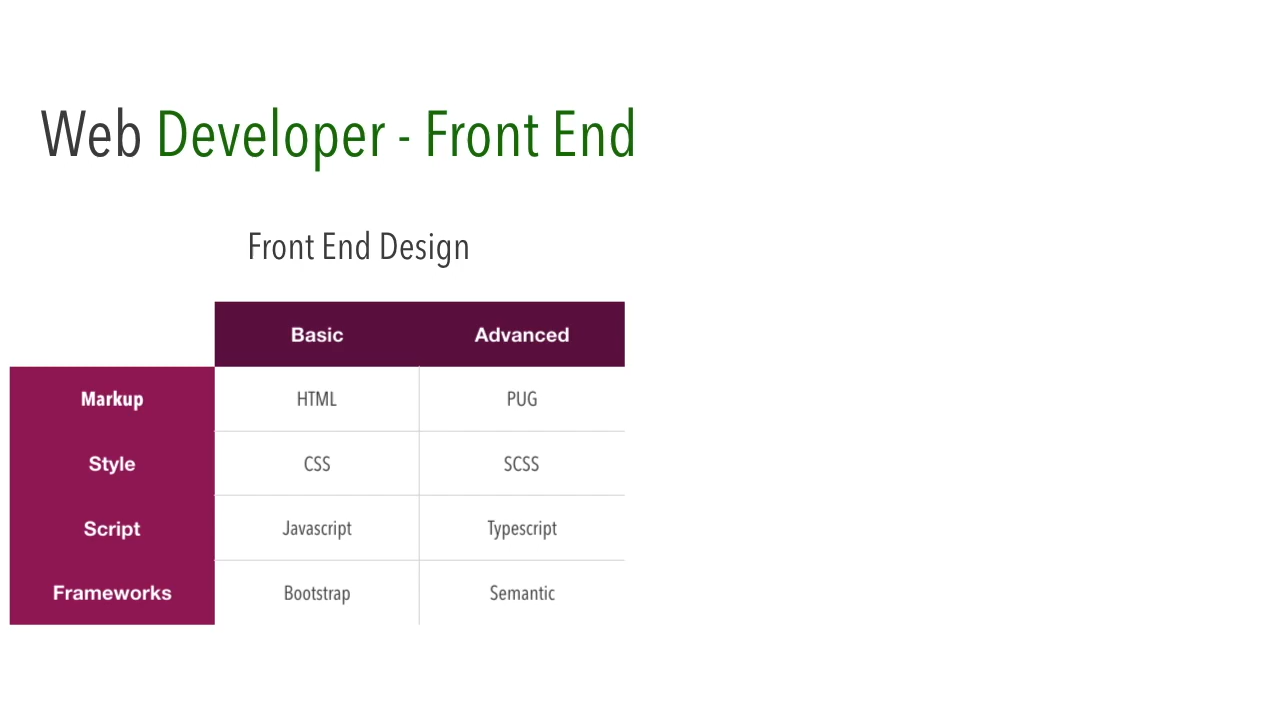 Web Developer - Front End
Front End Design
Basic Advanced
Markup HTML PUG
Style CSS SCSS
Script Javascript Typescript
Frameworks Bootstrap Semantic